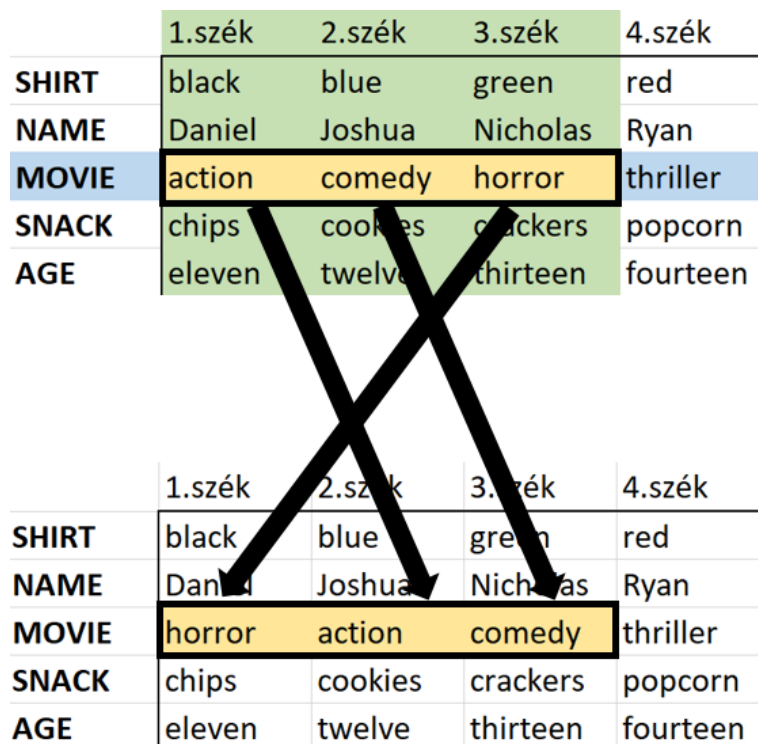 1.szék 2.szék 3.szék 4.szék
SHIRT black blue green red
NAME Daniel Joshua Nicholas Ryan
MOVIE action comedy horror thriller
SNACK chips cookies crackers popcorn
AGE eleven twelve thirteen fourteen
1.szék 2.szék 3.szék 4.szék
SHIRT black blue green red
NAME Daniel Joshua Nicholas Ryan
MOVIE horror action comedy thriller
SNACK chips cookies crackers popcorn
AGE eleven twelve thirteen fourteen